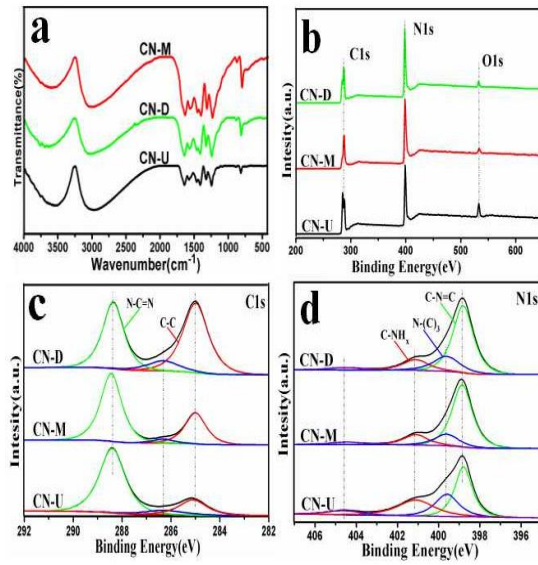 a
CN-M
CN-D
CN-U
Transmittance(%)
4000 3500 3000 2500 2000 1500 1000 500
Wavenumber(cm-1)
b
C1s
N1s
O1s
CN-D
CN-M
CN-U
Intesity(a.u.)
200 300 400 500 600
Binding Energy(eV)
c
C1s
N-C=N
C-C
CN-D
CN-M
CN-U
Intesity(a.u.)
292 290 288 286 284 282
Binding Energy(eV)
d
N1s
C-N=C
N-(C)3
C-NHx
CN-D
CN-M
CN-U
Intesity(a.u.)
406 404 402 400 398 396
Binding Energy(eV)